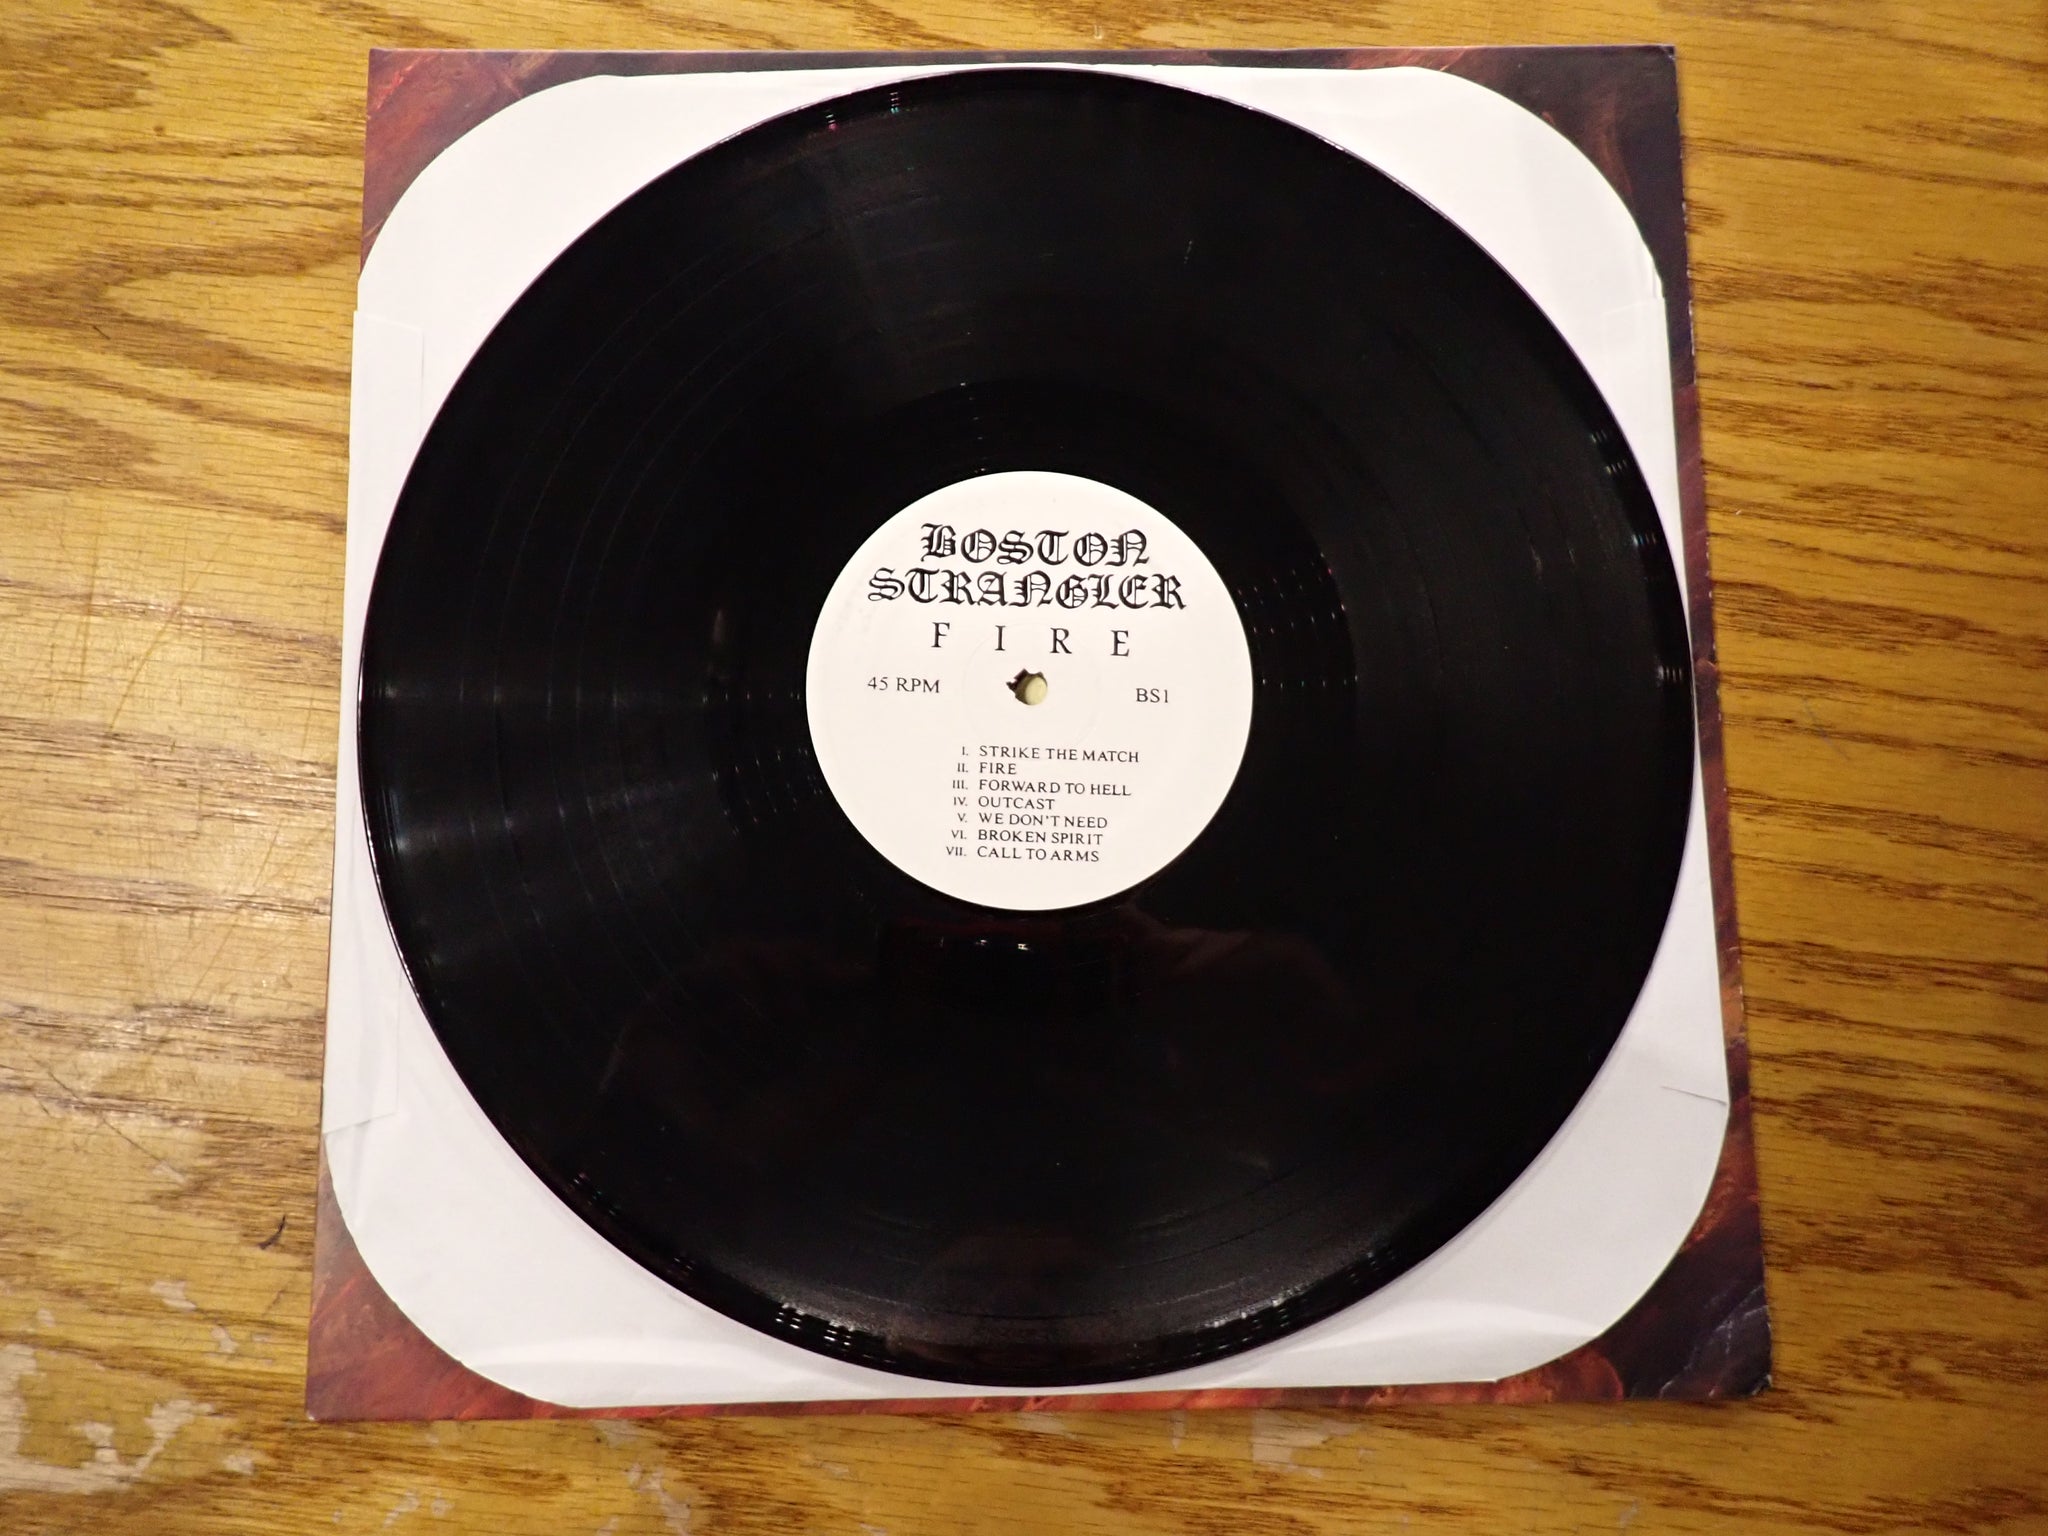 BOSTON
STRANGLER
FIRE
45 RPM
BS1
I. STRIKE THE MATCH
II. FIRE
III. FORWARD TO HELL
IV. OUTCAST
V. WE DON'T NEED
VI. BROKEN SPIRIT
VII. CALL TO ARMS